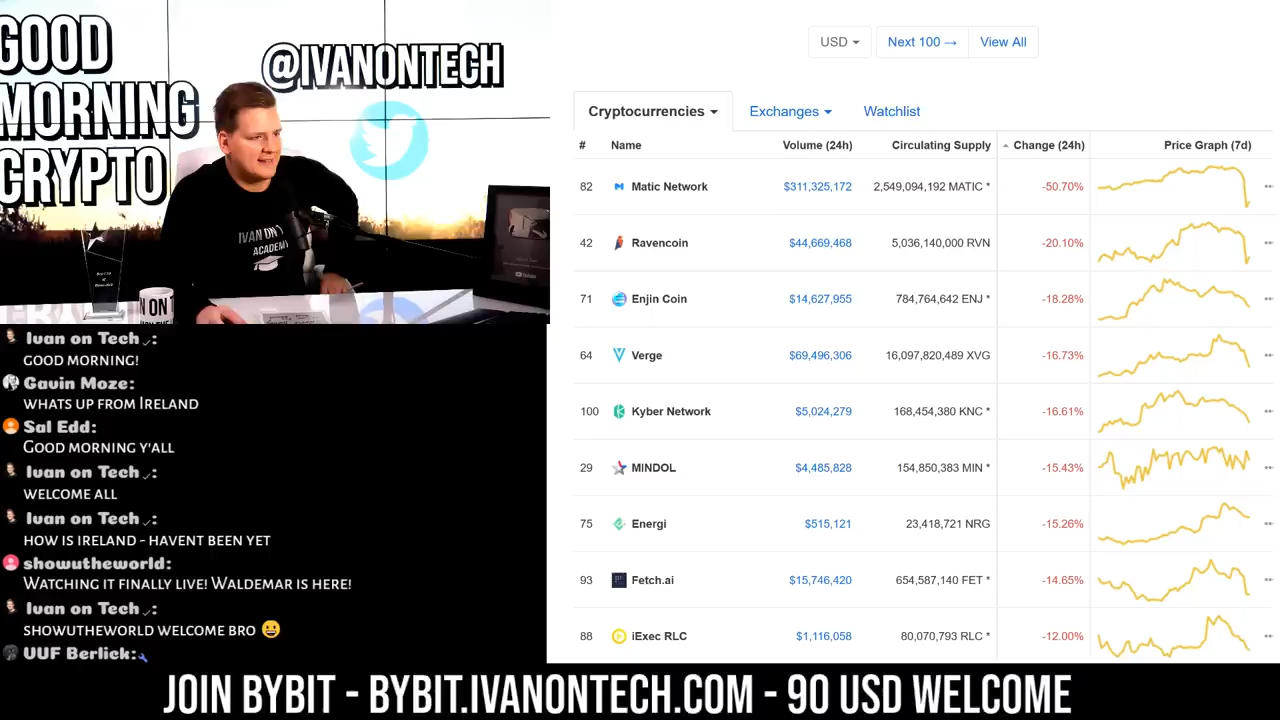 GOOD
MORNING
CRYPTO
@IVANONTECH
IVAN ON T
ACADEMY
N ON T
Ivan on Tech:
GOOD MORNING!
Gavin Moze:
WHATS UP FROM IRELAND
Sal Edd:
GOOD MORNING Y'ALL
Ivan on Tech:
WELCOME ALL
Ivan on Tech:
HOW IS IRELAND - HAVENT BEEN YET
showutheworld:
WATCHING IT FINALLY LIVE! WALDEMAR IS HERE!
Ivan on Tech:
SHOWUTHEWORLD WELCOME BRO 😀
UUF Berlick:
USD Next 100 → View All
Cryptocurrencies Exchanges Watchlist
# Name Volume (24h) Circulating Supply Change (24h) Price Graph (7d)
82 Matic Network $311,325,172 2,549,094,192 MATIC * -50.70%
42 Ravencoin $44,669,468 5,036,140,000 RVN -20.10%
71 Enjin Coin $14,627,955 784,764,642 ENJ * -18.28%
64 Verge $69,496,306 16,097,820,489 XVG -16.73%
100 Kyber Network $5,024,279 168,454,380 KNC * -16.61%
29 MINDOL $4,485,828 154,850,383 MIN * -15.43%
75 Energi $515,121 23,418,721 NRG -15.26%
93 Fetch.ai $15,746,420 654,587,140 FET * -14.65%
88 iExec RLC $1,116,058 80,070,793 RLC * -12.00%
JOIN BYBIT - BYBIT.IVANONTECH.COM - 90 USD WELCOME